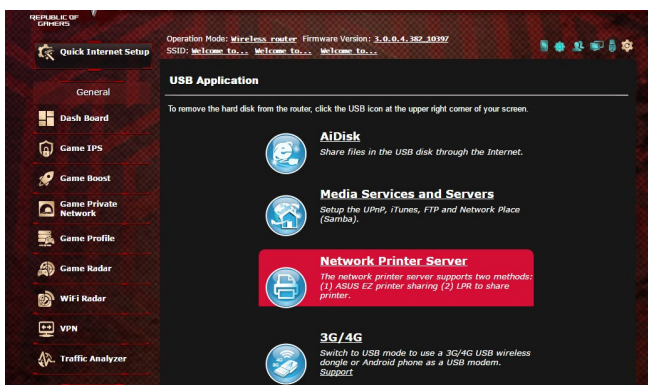 REPUBLIC OF
GAMERS
Quick Internet Setup
General
Dash Board
Game IPS
Game Boost
Game Private
Network
Game Profile
Game Radar
WiFi Radar
VPN
Traffic Analyzer
Operation Mode: Wireless router Firmware Version: 3.0.0.4.382_10397
SSID: Welcome to... Welcome to... Welcome to...
USB Application
To remove the hard disk from the router, click the USB icon at the upper right corner of your screen.
AiDisk
Share files in the USB disk through the Internet.
Media Services and Servers
Setup the UPnP, iTunes, FTP and Network Place
(Samba).
Network Printer Server
The network printer server supports two methods:
(1) ASUS EZ printer sharing (2) LPR to share
printer.
3G/4G
Switch to USB mode to use a 3G/4G USB wireless
dongle or Android phone as a USB modem.
Support